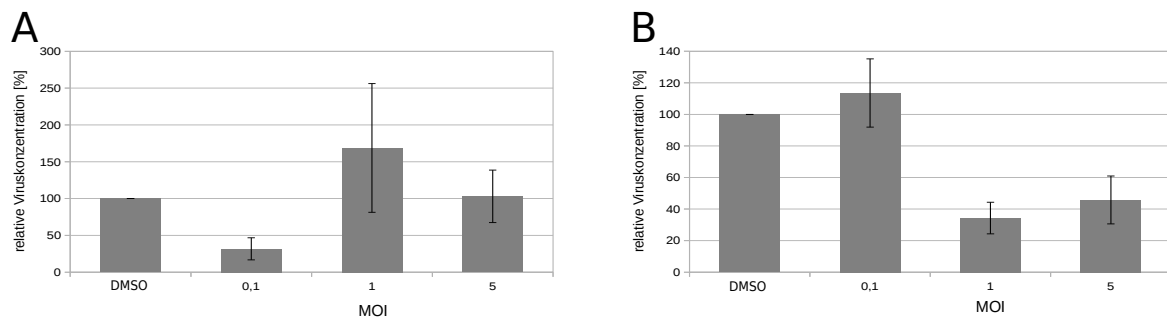 A
relative Viruskonzentration [%]
300
250
200
150
100
50
0
DMSO 0,1 1 5
MOI
B
relative Viruskonzentration [%]
140
120
100
80
60
40
20
0
DMSO 0,1 1 5
MOI